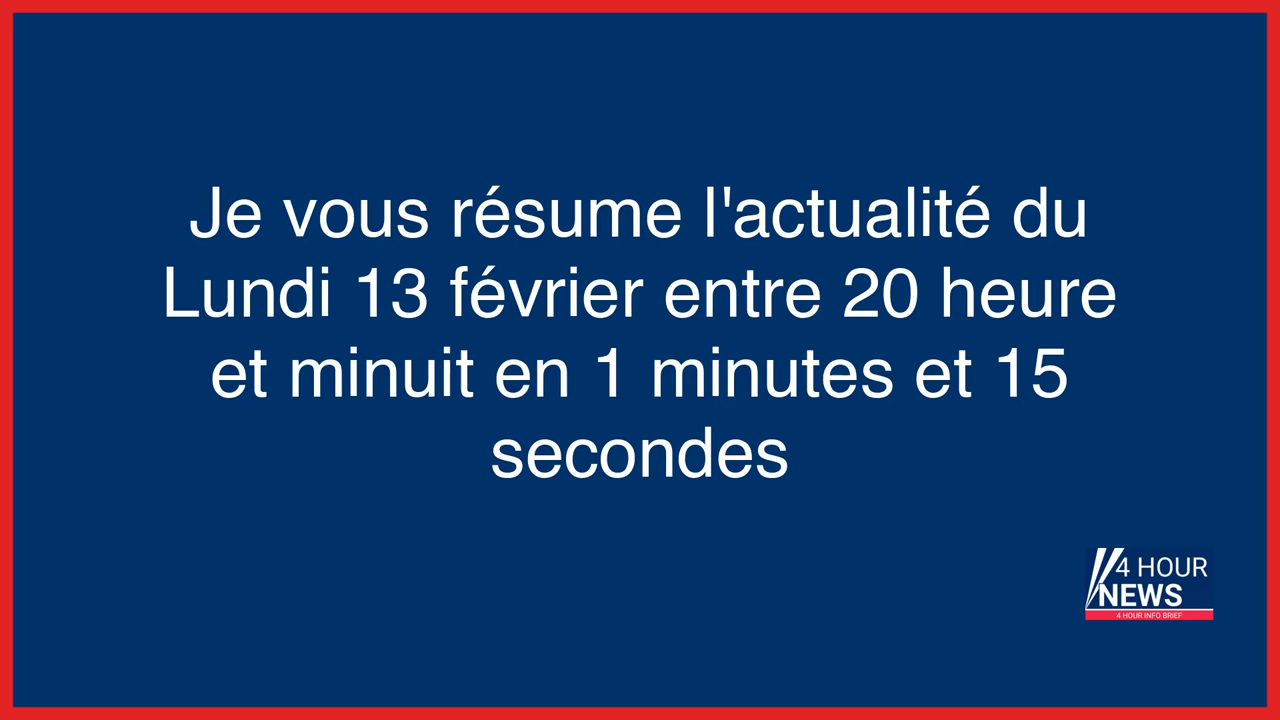 Je vous résume l'actualité du
Lundi 13 février entre 20 heure
et minuit en 1 minutes et 15
secondes
4 HOUR
NEWS
4 HOUR INFO BRIEF